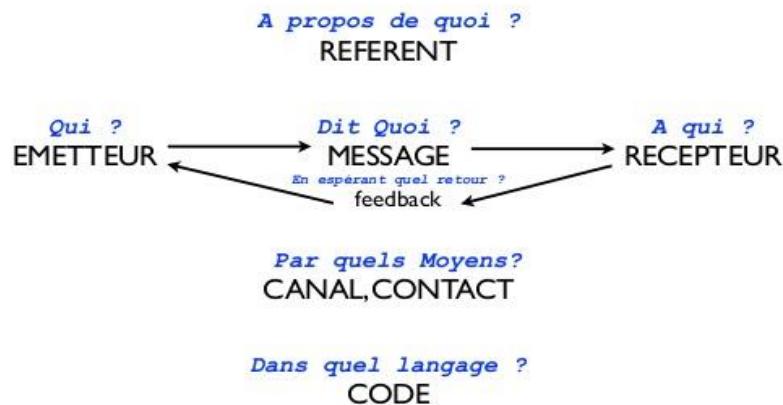 A propos de quoi ?
REFERENT
Qui ?
EMETTEUR
Dit Quoi ?
MESSAGE
A qui ?
RECEPTEUR
En espérant quel retour ?
feedback
Par quels Moyens?
CANAL, CONTACT
Dans quel langage ?
CODE